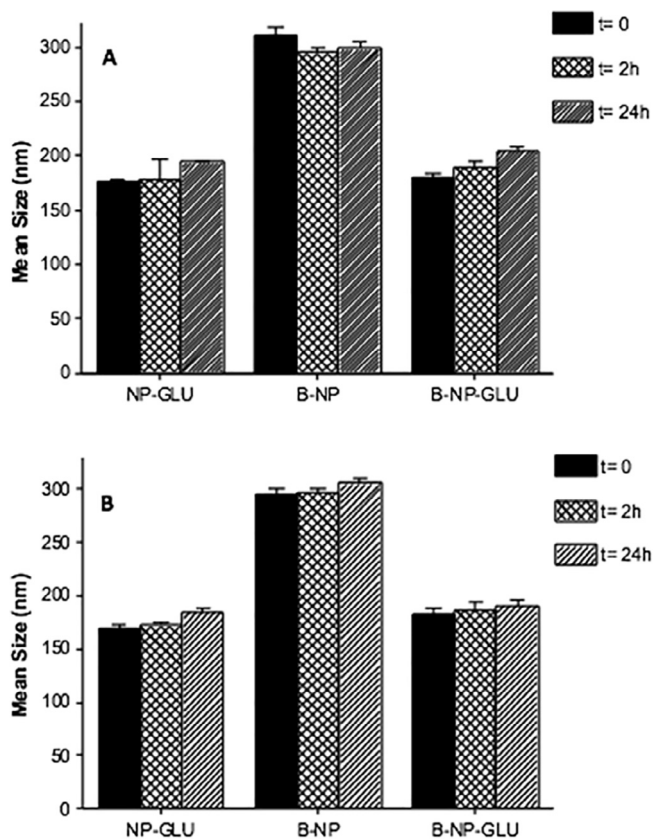 A
t= 0
t= 2h
t= 24h
Mean Size (nm)
300
250
200
150
100
50
0
NP-GLU B-NP B-NP-GLU
B
t= 0
t= 2h
t= 24h
Mean Size (nm)
300
250
200
150
100
50
0
NP-GLU B-NP B-NP-GLU